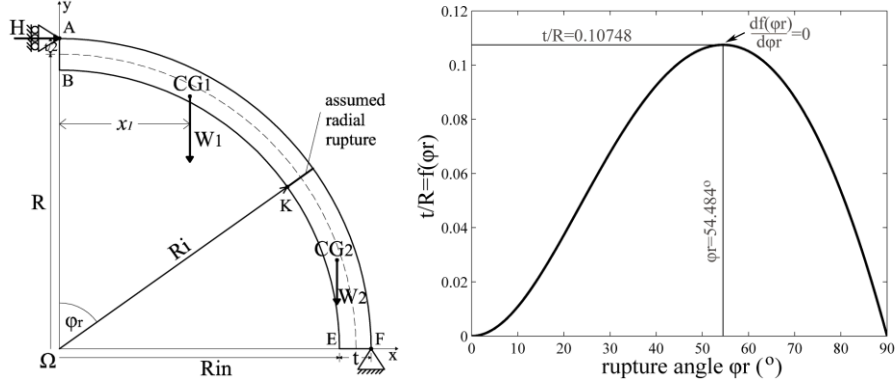 y
H
A
t/2
B
CG1
x1
W1
assumed
radial
rupture
R
K
Ri
CG2
φr
W2
E
F
Ω
Rin
t
x
t/R=f(φr)
0.12
0.1
0.08
0.06
0.04
0.02
0
t/R=0.10748
df(φr)
dφr
=0
φr=54.484°
0 10 20 30 40 50 60 70 80 90
rupture angle φr (°)